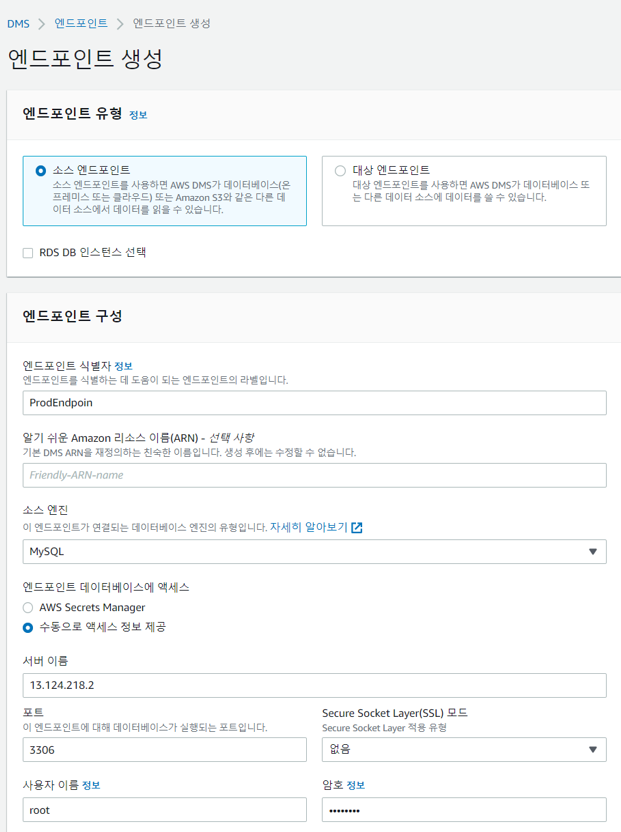 DMS > 엔드포인트 > 엔드포인트 생성
엔드포인트 생성
엔드포인트 유형 정보
소스 엔드포인트
소스 엔드포인트를 사용하면 AWS DMS가 데이터베이스(온
프레미스 또는 클라우드) 또는 Amazon S3와 같은 다른 데
이터 소스에서 데이터를 읽을 수 있습니다.
대상 엔드포인트
대상 엔드포인트를 사용하면 AWS DMS가 데이터베이스 또
는 다른 데이터 소스에 데이터를 쓸 수 있습니다.
RDS DB 인스턴스 선택
엔드포인트 구성
엔드포인트 식별자 정보
엔드포인트를 식별하는 데 도움이 되는 엔드포인트의 라벨입니다.
ProdEndpoin
알기 쉬운 Amazon 리소스 이름(ARN) - 선택 사항
기본 DMS ARN을 재정의하는 친숙한 이름입니다. 생성 후에는 수정할 수 없습니다.
Friendly-ARN-name
소스 엔진
이 엔드포인트가 연결되는 데이터베이스 엔진의 유형입니다. 자세히 알아보기
MySQL
엔드포인트 데이터베이스에 액세스
AWS Secrets Manager
수동으로 액세스 정보 제공
서버 이름
13.124.218.2
포트
이 엔드포인트에 대해 데이터베이스가 실행되는 포트입니다.
3306
Secure Socket Layer(SSL) 모드
Secure Socket Layer 적용 유형
없음
사용자 이름 정보
root
암호 정보
••••••••